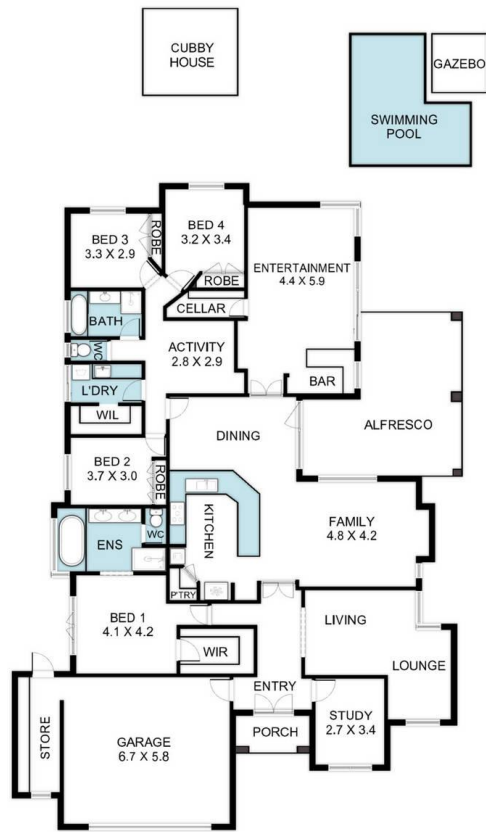 CUBBY
HOUSE
GAZEBO
SWIMMING
POOL
BED 3
3.3 X 2.9
ROBE
BED 4
3.2 X 3.4
ROBE
ENTERTAINMENT
4.4 X 5.9
CELLAR
BATH
WC
ACTIVITY
2.8 X 2.9
L'DRY
WIL
BAR
ALFRESCO
DINING
BED 2
3.7 X 3.0
ROBE
KITCHEN
FAMILY
4.8 X 4.2
ENS
WC
P'TRY
BED 1
4.1 X 4.2
WIR
LIVING
LOUNGE
ENTRY
STORE
GARAGE
6.7 X 5.8
PORCH
STUDY
2.7 X 3.4